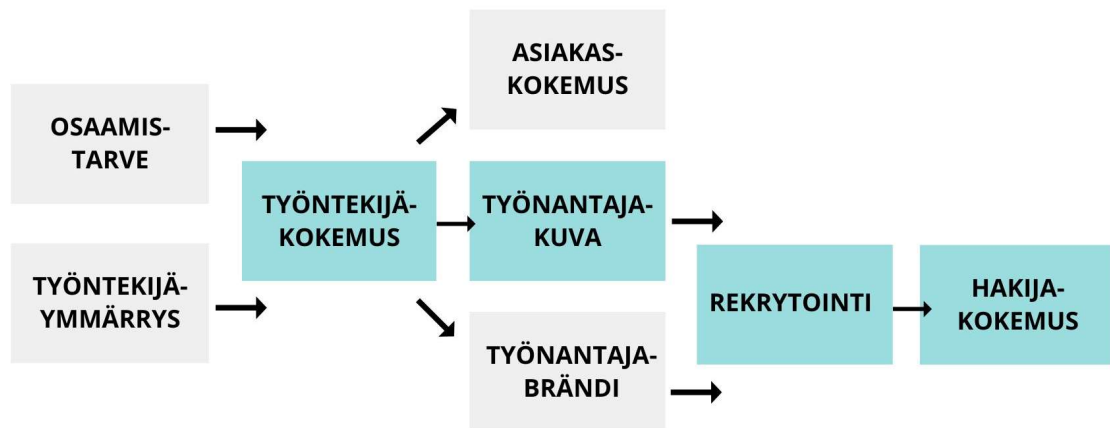 OSAAMIS-
TARVE
TYÖNTEKIJÄ-
YMMÄRRYS
TYÖNTEKIJÄ-
KOKEMUS
ASIAKAS-
KOKEMUS
TYÖNANTAJA-
KUVA
TYÖNANTAJA-
BRÄNDI
REKRYTOINTI
HAKIJA-
KOKEMUS